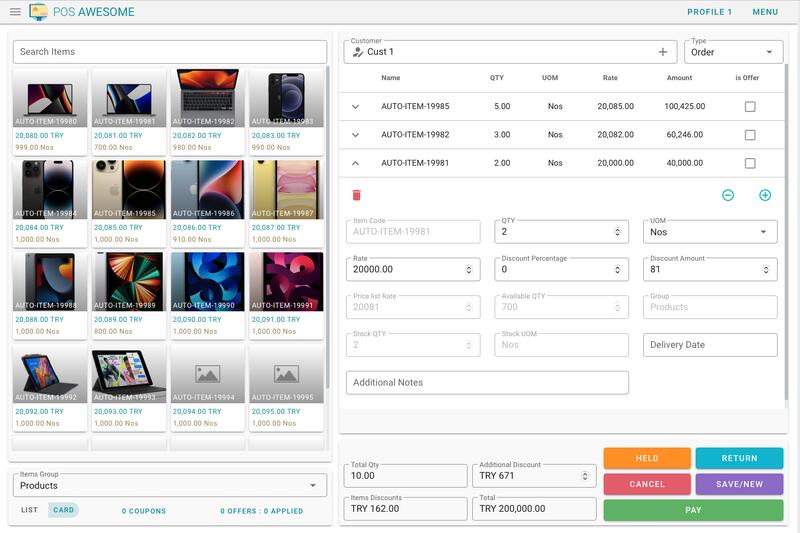 POS AWESOME
PROFILE 1 MENU
Search Items
AUTO-ITEM-19980 AUTO-ITEM-19981 AUTO-ITEM-19982 AUTO-ITEM-19983
20,080.00 TRY 20,081.00 TRY 20,082.00 TRY 20,083.00 TRY
999.00 Nos 700.00 Nos 980.00 Nos 990.00 Nos
AUTO-ITEM-19984 AUTO-ITEM-19985 AUTO-ITEM-19986 AUTO-ITEM-19987
20,084.00 TRY 20,085.00 TRY 20,086.00 TRY 20,087.00 TRY
1,000.00 Nos 1,000.00 Nos 910.00 Nos 1,000.00 Nos
AUTO-ITEM-19988 AUTO-ITEM-19989 AUTO-ITEM-19990 AUTO-ITEM-19991
20,088.00 TRY 20,089.00 TRY 20,090.00 TRY 20,091.00 TRY
1,000.00 Nos 800.00 Nos 1,000.00 Nos 1,000.00 Nos
AUTO-ITEM-19992 AUTO-ITEM-19993 AUTO-ITEM-19994 AUTO-ITEM-19995
20,092.00 TRY 20,093.00 TRY 20,094.00 TRY 20,095.00 TRY
1,000.00 Nos 1,000.00 Nos 1,000.00 Nos 1,000.00 Nos
Items Group
Products
LIST CARD 0 COUPONS 0 OFFERS : 0 APPLIED
Customer
Cust 1
Type
Order
Name QTY UOM Rate Amount is Offer
AUTO-ITEM-19985 5.00 Nos 20,085.00 100,425.00
AUTO-ITEM-19982 3.00 Nos 20,082.00 60,246.00
AUTO-ITEM-19981 2.00 Nos 20,000.00 40,000.00
Item Code QTY UOM
AUTO-ITEM-19981 2 Nos
Rate Discount Percentage Discount Amount
20000.00 0 81
Price list Rate Available QTY Group
20081 700 Products
Stock QTY Stock UOM
2 Nos Delivery Date
Additional Notes
Total Qty Additional Discount
10.00 TRY 671
Items Discounts Total
TRY 162.00 TRY 200,000.00
HELD RETURN
CANCEL SAVE/NEW
PAY